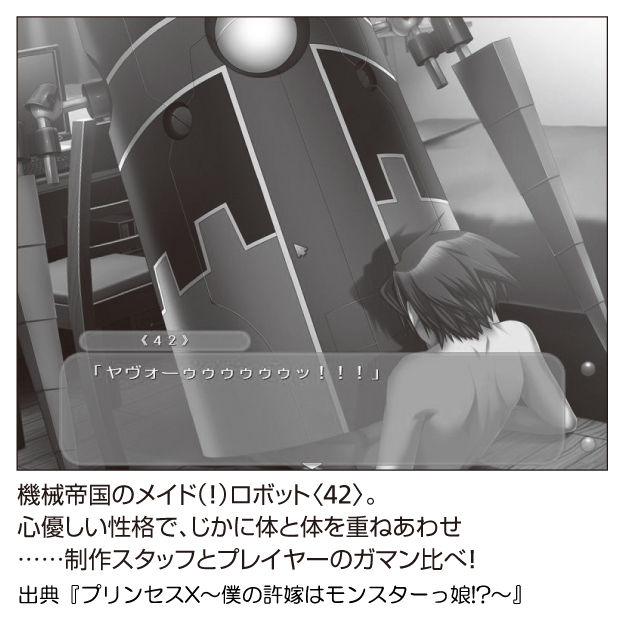 《４２》
「ヤヴォーゥゥゥゥゥゥッ！！！」
機械帝国のメイド(!)ロボット〈42〉。
心優しい性格で、じかに体と体を重ねあわせ
……制作スタッフとプレイヤーのガマン比べ!
出典『プリンセスX～僕の許嫁はモンスターっ娘!?～』